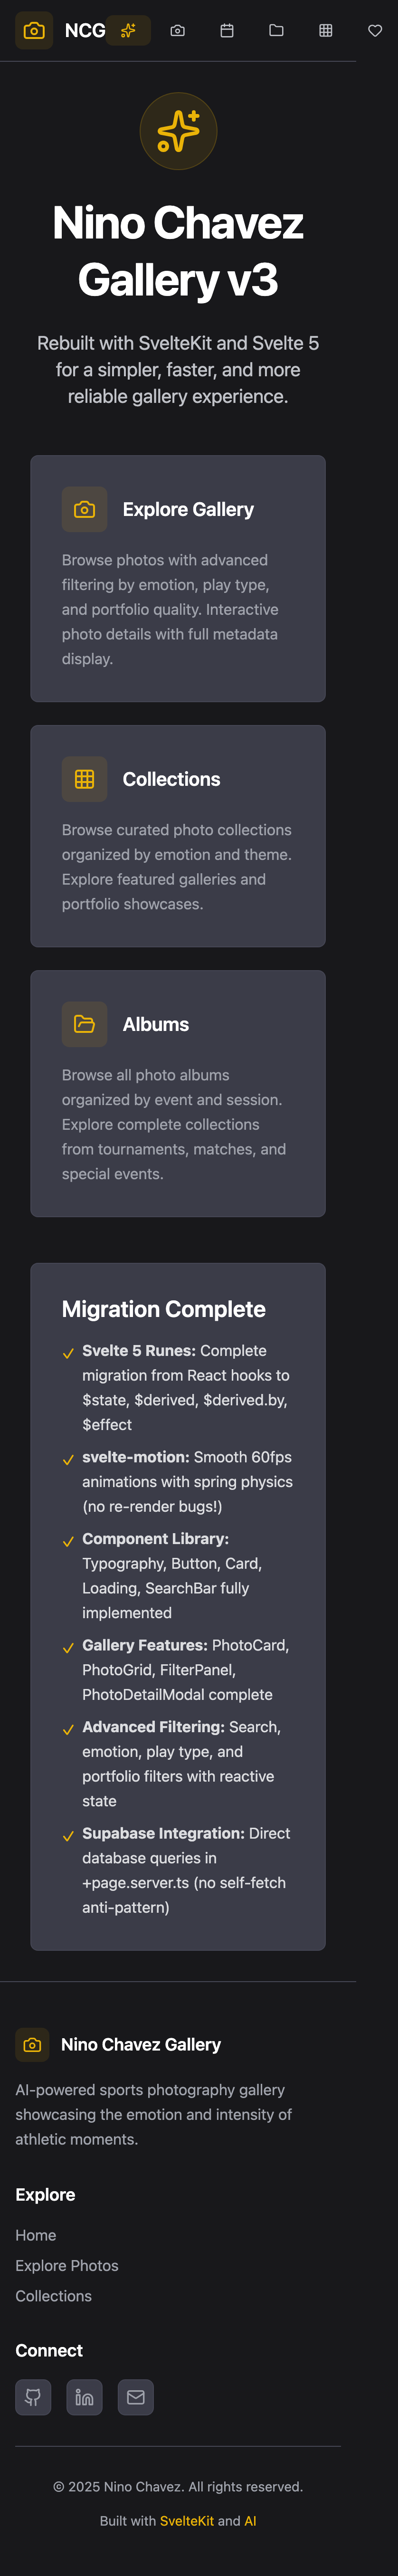 NCG
Nino Chavez
Gallery v3
Rebuilt with SvelteKit and Svelte 5
for a simpler, faster, and more
reliable gallery experience.
Explore Gallery
Browse photos with advanced
filtering by emotion, play type,
and portfolio quality. Interactive
photo details with full metadata
display.
Collections
Browse curated photo collections
organized by emotion and theme.
Explore featured galleries and
portfolio showcases.
Albums
Browse all photo albums
organized by event and session.
Explore complete collections
from tournaments, matches, and
special events.
Migration Complete
Svelte 5 Runes: Complete
migration from React hooks to
$state, $derived, $derived.by,
$effect
svelte-motion: Smooth 60fps
animations with spring physics
(no re-render bugs!)
Component Library:
Typography, Button, Card,
Loading, SearchBar fully
implemented
Gallery Features: PhotoCard,
PhotoGrid, FilterPanel,
PhotoDetailModal complete
Advanced Filtering: Search,
emotion, play type, and
portfolio filters with reactive
state
Supabase Integration: Direct
database queries in
+page.server.ts (no self-fetch
anti-pattern)
Nino Chavez Gallery
AI-powered sports photography gallery
showcasing the emotion and intensity of
athletic moments.
Explore
Home
Explore Photos
Collections
Connect
© 2025 Nino Chavez. All rights reserved.
Built with SvelteKit and AI